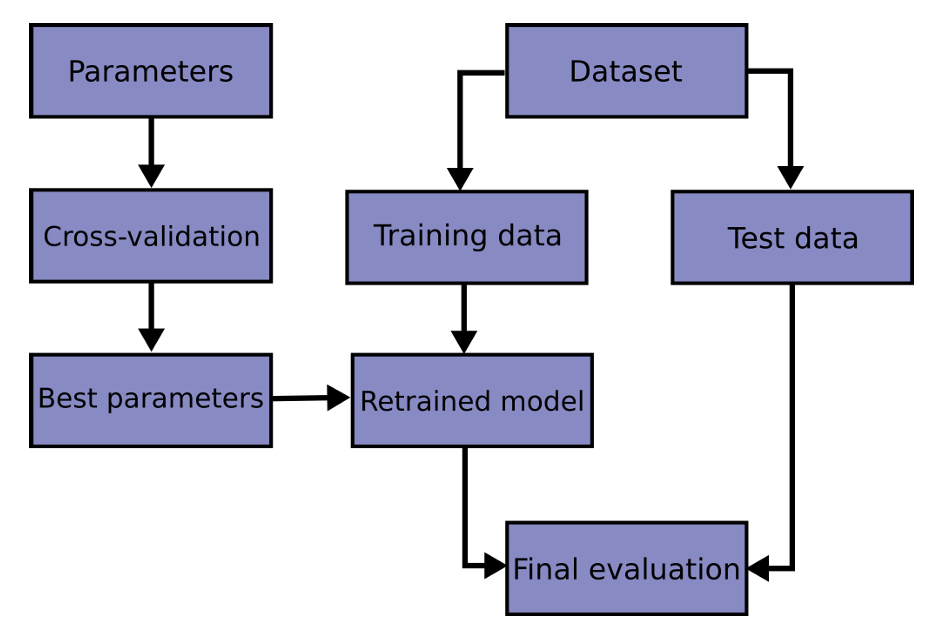 Parameters
Dataset
Cross-validation
Training data
Test data
Best parameters
Retrained model
Final evaluation